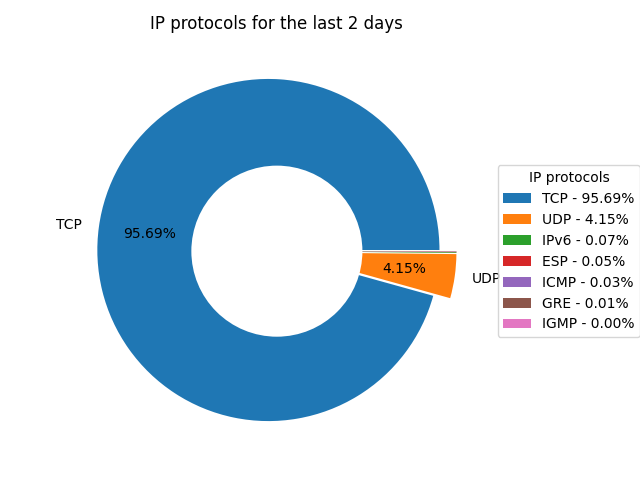 IP protocols for the last 2 days
TCP
95.69%
4.15%
UDP
IP protocols
TCP - 95.69%
UDP - 4.15%
IPv6 - 0.07%
ESP - 0.05%
ICMP - 0.03%
GRE - 0.01%
IGMP - 0.00%